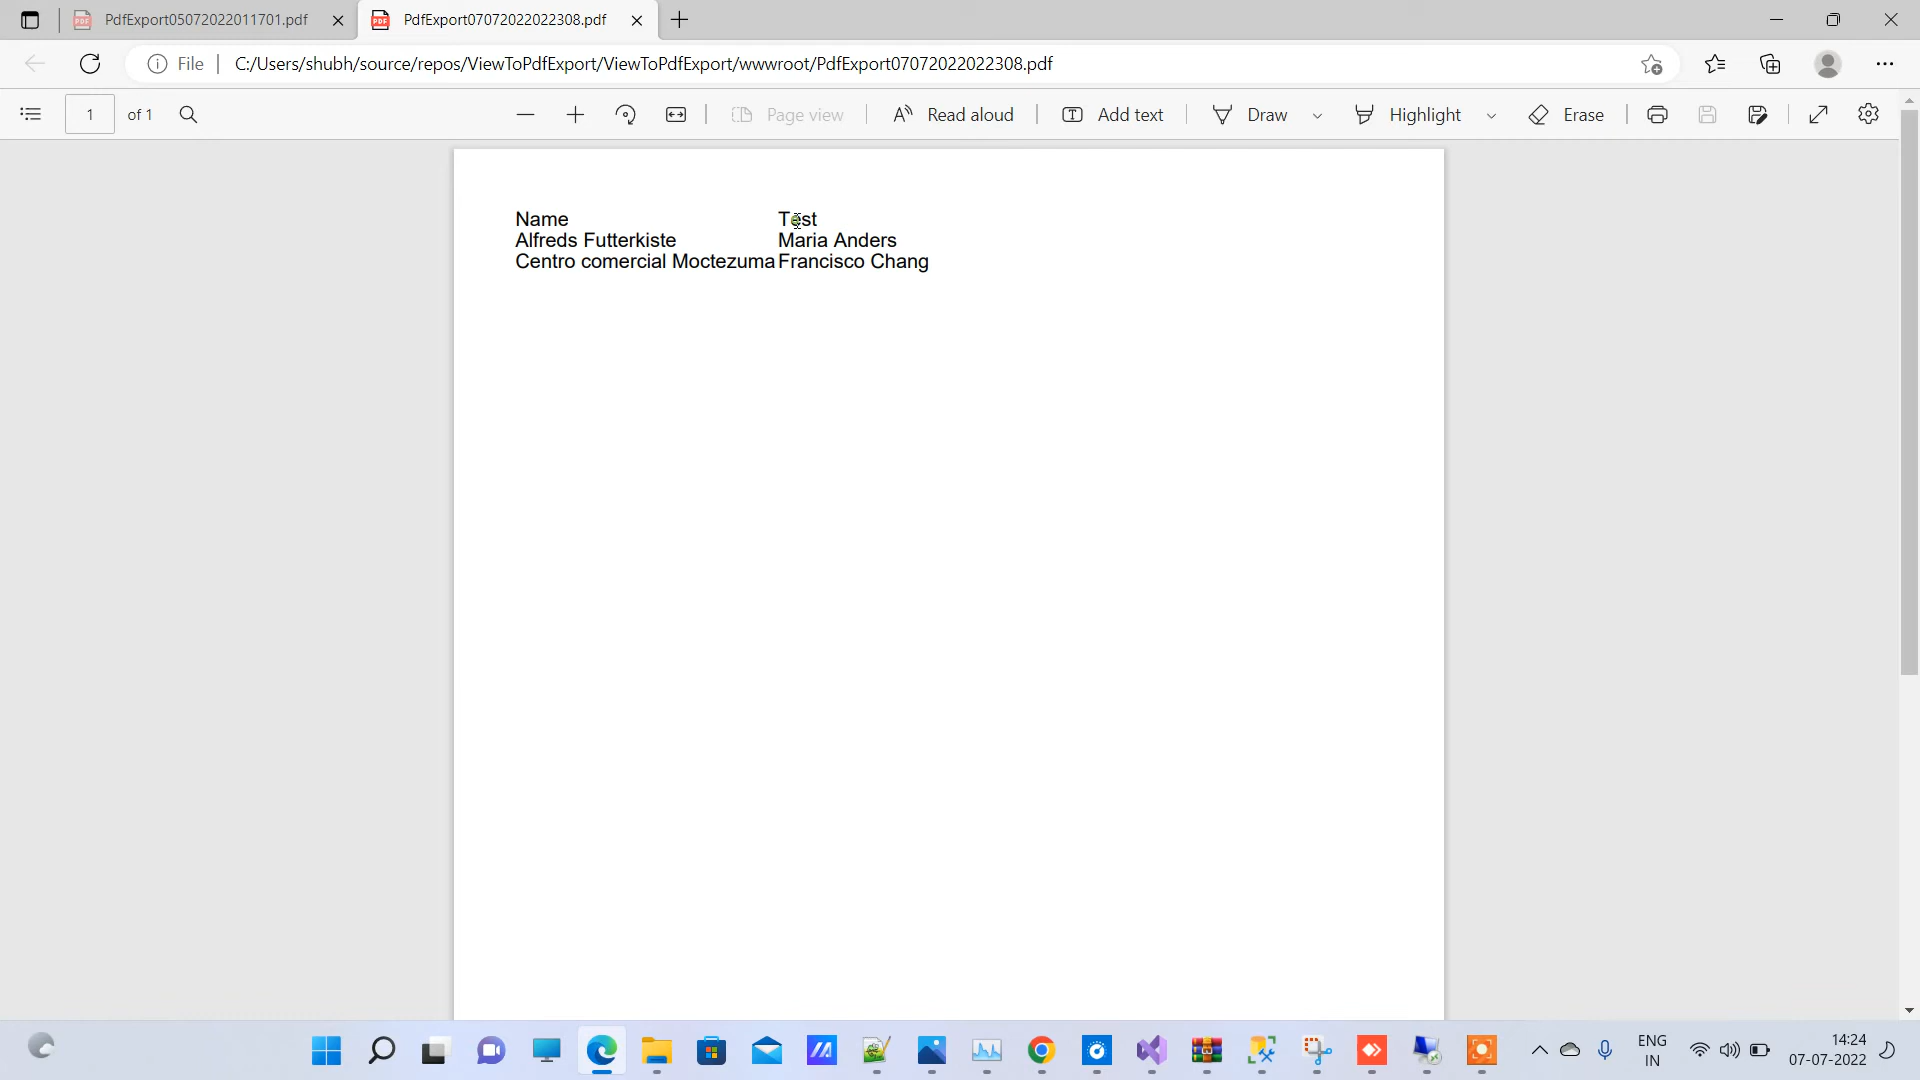 PdfExport05072022011701.pdf
PdfExport07072022022308.pdf
File C:/Users/shubh/source/repos/ViewToPdfExport/ViewToPdfExport/wwwroot/PdfExport07072022022308.pdf
1 of 1 Page view Read aloud Add text Draw Highlight Erase
Name Test
Alfreds Futterkiste Maria Anders
Centro comercial Moctezuma Francisco Chang
ENG 14:24
IN 07-07-2022